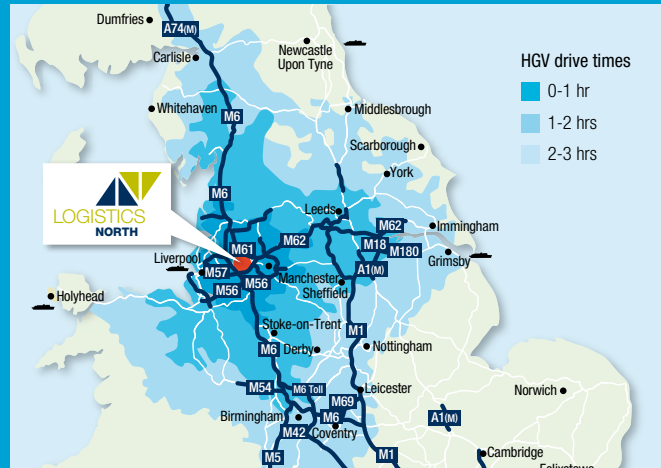 Dumfries
A74(M)
Carlisle
Newcastle
Upon Tyne
HGV drive times
0-1 hr
1-2 hrs
2-3 hrs
Whitehaven
M6
Middlesbrough
Scarborough
York
M6
LOGISTICS
NORTH
Leeds
M62
Immingham
M61
M62
M18
M180
Liverpool
M57
Grimsby
A1(M)
M56
M56
Manchester
Sheffield
Holyhead
Stoke-on-Trent
M1
M6
Derby
Nottingham
M54
M6 Toll
Leicester
Norwich
M69
Birmingham
M6
A1(M)
M42
Coventry
M5
M1
Cambridge